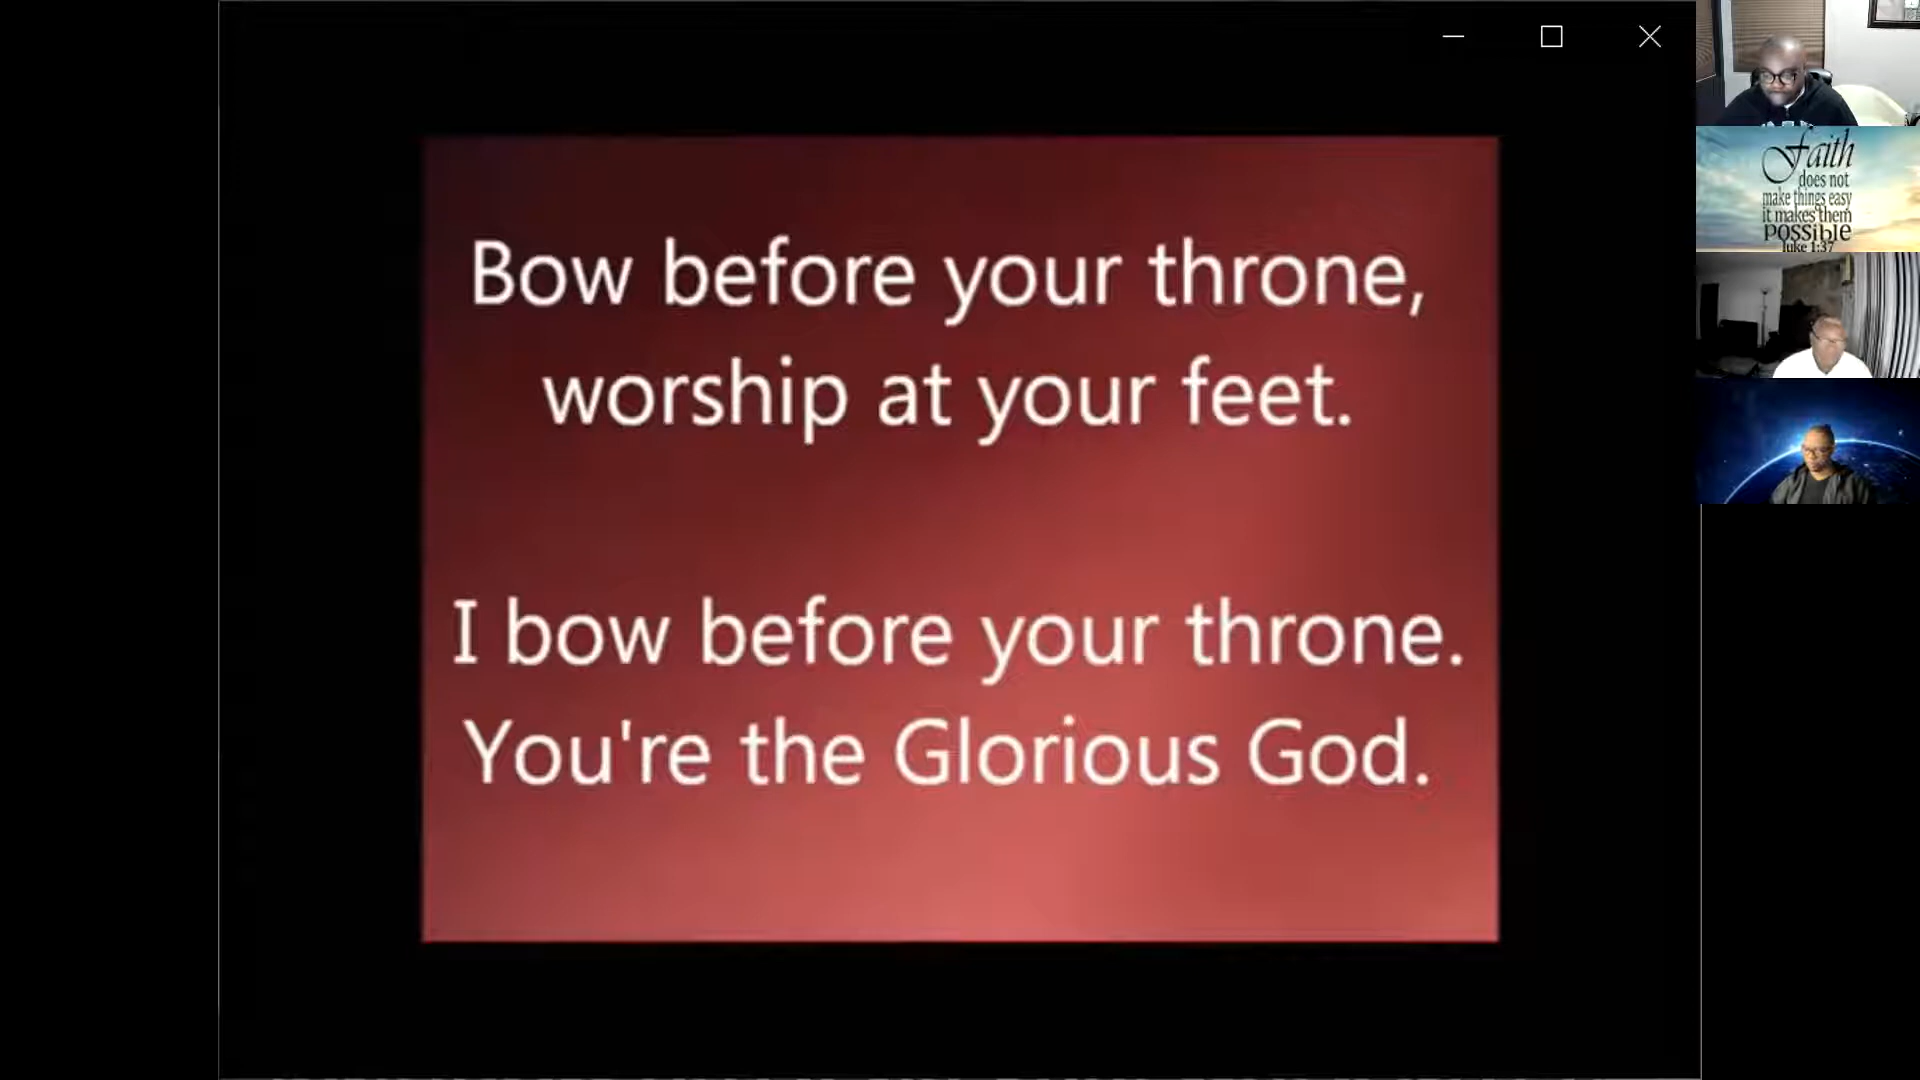 Bow before your throne,
worship at your feet.
I bow before your throne.
You're the Glorious God.
Faith
does not
make things easy
it makes them
possible
luke 1:37